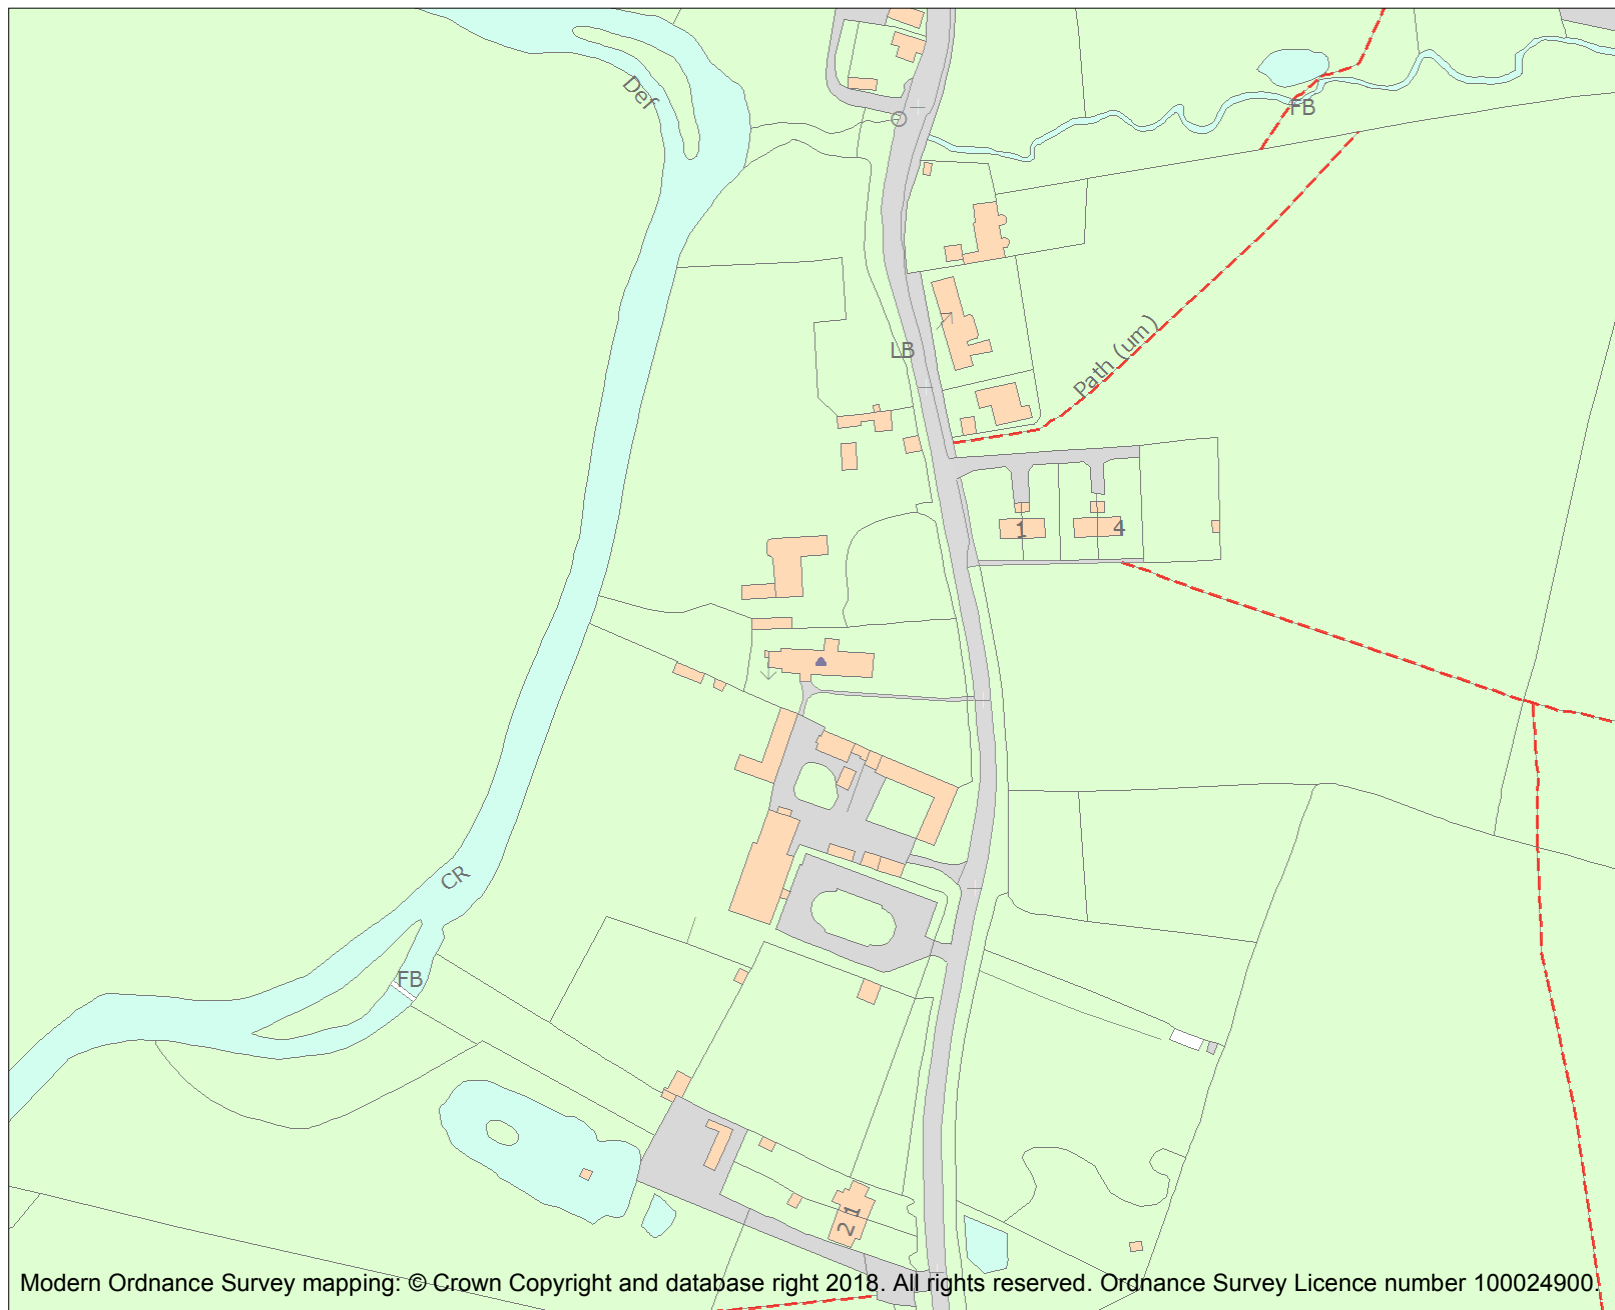 Def
FB
LB
Path (um)
1
4
CR
FB
2 1
Modern Ordnance Survey mapping: © Crown Copyright and database right 2018. All rights reserved. Ordnance Survey Licence number 100024900.